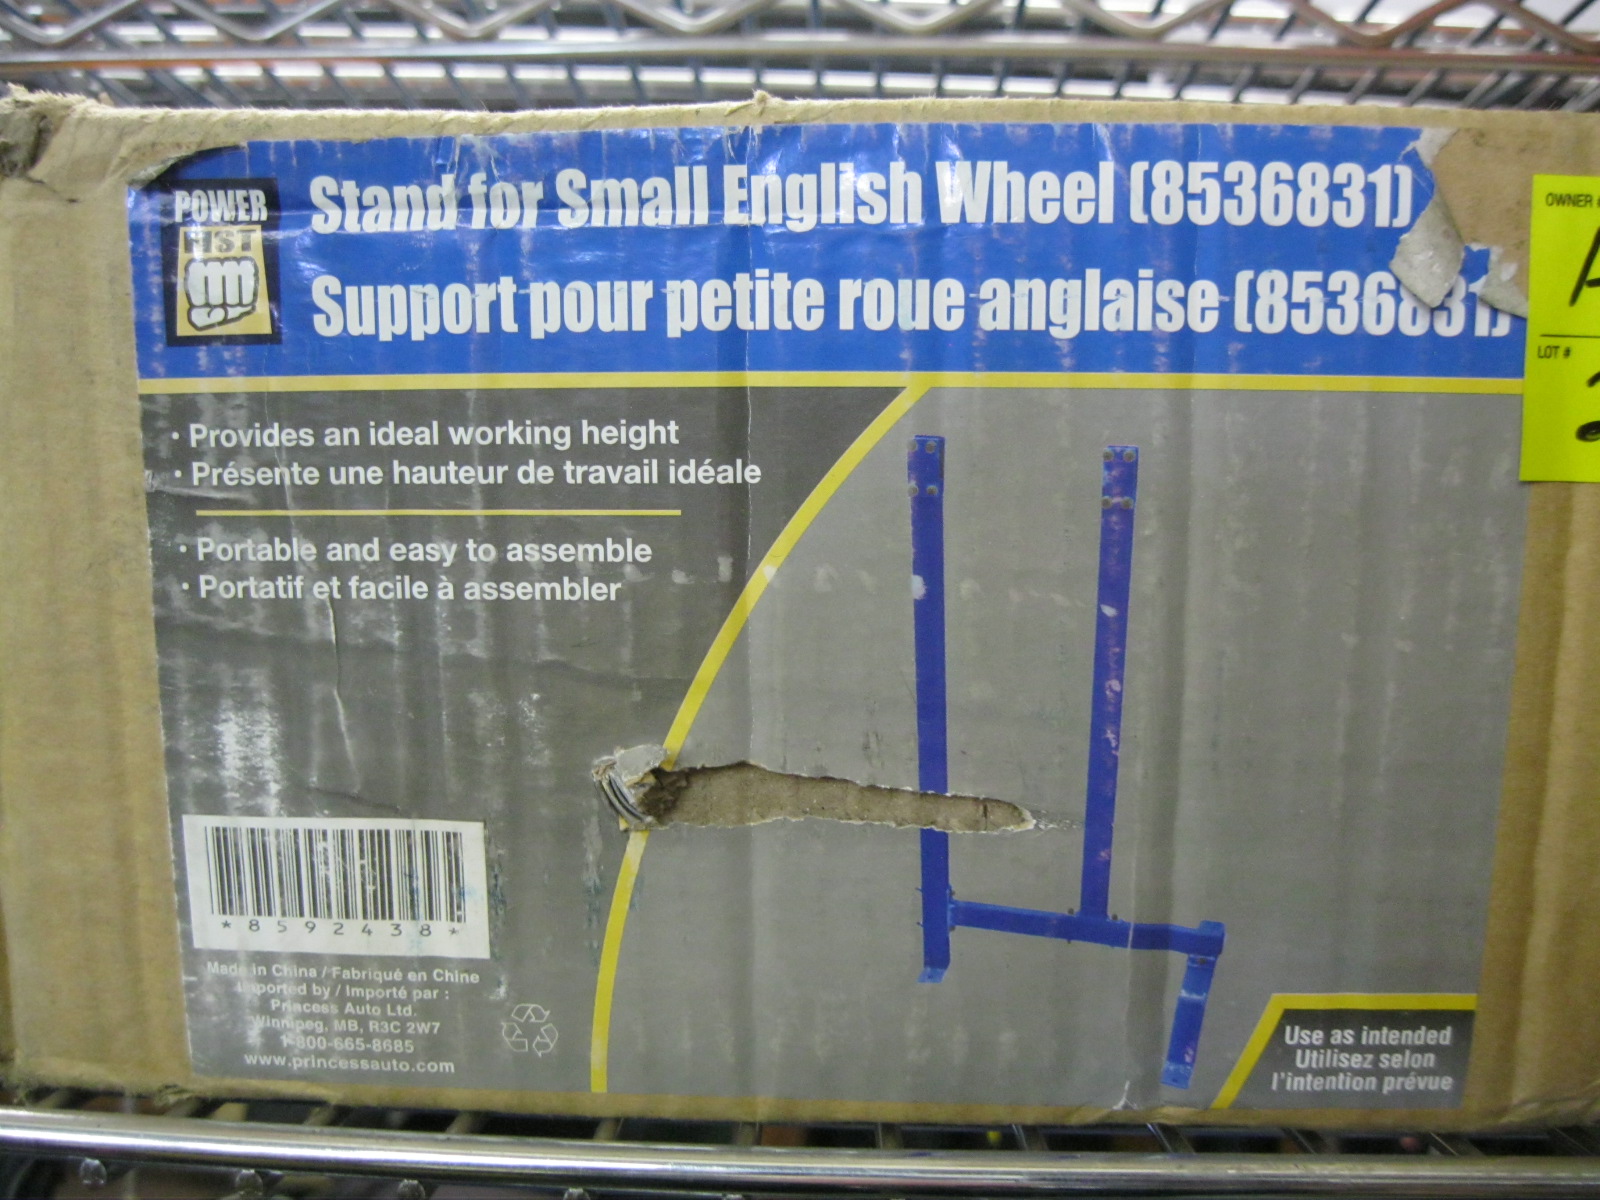 POWER
FIST
Stand for Small English Wheel (8536831)
Support pour petite roue anglaise (8536831)
OWNER
LOT #
· Provides an ideal working height
· Présente une hauteur de travail idéale
· Portable and easy to assemble
· Portatif et facile à assembler
*8592438*
Made in China / Fabriqué en Chine
Imported by / Importé par :
Princess Auto Ltd.
Winnipeg, MB, R3C 2W7
1-800-665-8685
www.princessauto.com
Use as intended
Utilisez selon
l'intention prévue